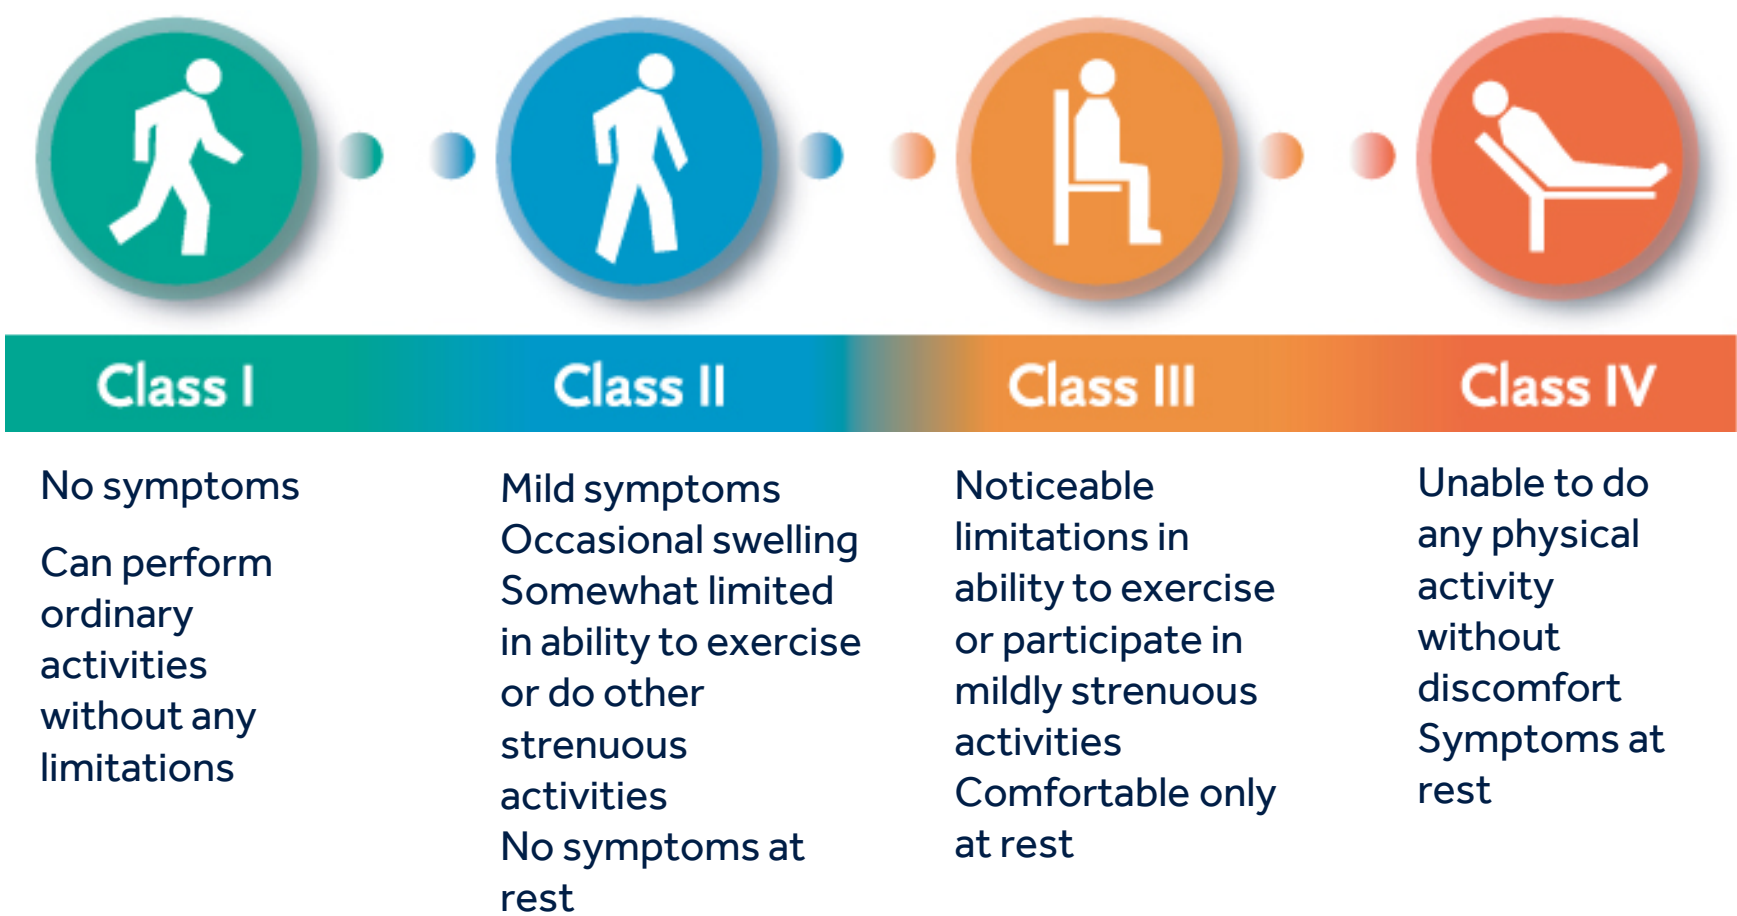 Class I
Class II
Class III
Class IV
No symptoms
Can perform
ordinary
activities
without any
limitations
Mild symptoms
Occasional swelling
Somewhat limited
in ability to exercise
or do other
strenuous
activities
No symptoms at
rest
Noticeable
limitations in
ability to exercise
or participate in
mildly strenuous
activities
Comfortable only
at rest
Unable to do
any physical
activity
without
discomfort
Symptoms at
rest